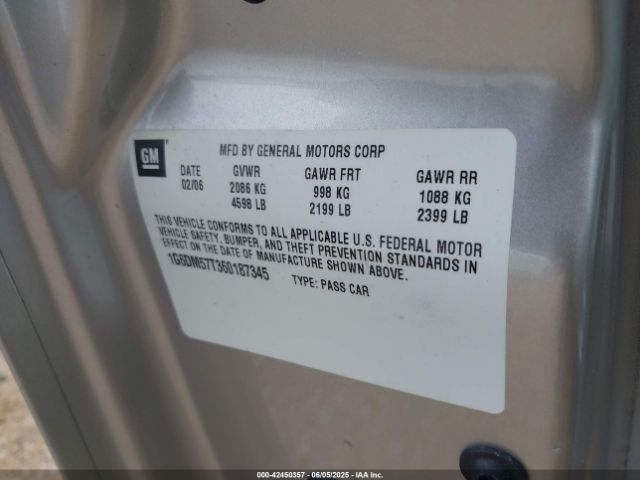 GM
MFD BY GENERAL MOTORS CORP
DATE GVWR GAWR FRT GAWR RR
02/06 2086 KG 998 KG 1088 KG
4598 LB 2199 LB 2399 LB
THIS VEHICLE CONFORMS TO ALL APPLICABLE U.S. FEDERAL MOTOR
VEHICLE SAFETY, BUMPER, AND THEFT PREVENTION STANDARDS IN
EFFECT ON THE DATE OF MANUFACTURE SHOWN ABOVE.
1G6DM57T360187345 TYPE: PASS CAR
000-42450357 - 06/05/2025 - IAA Inc.